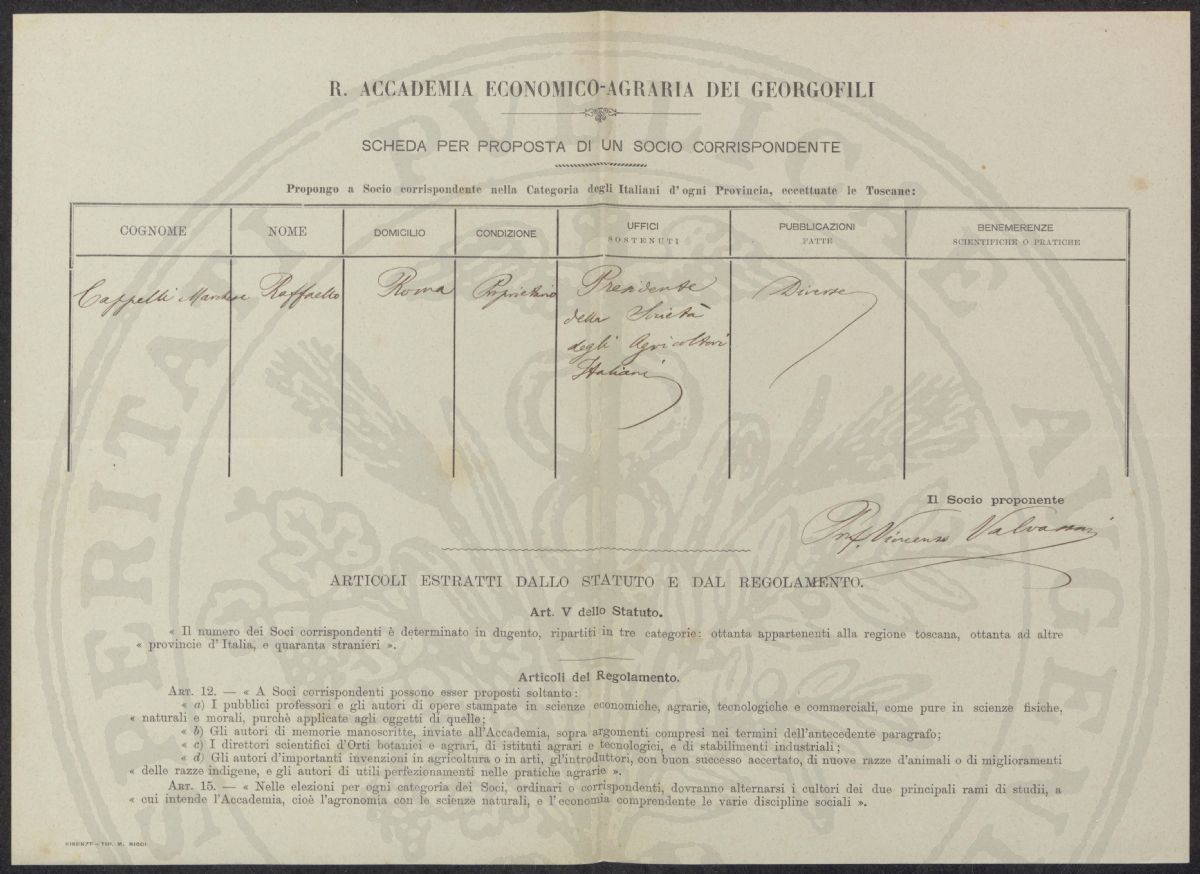 R. ACCADEMIA ECONOMICO-AGRARIA DEI GEORGOFILI
SCHEDA PER PROPOSTA DI UN SOCIO CORRISPONDENTE
Propongo a Socio corrispondente nella Categoria degli Italiani d'ogni Provincia, eccettuate le Toscane:
COGNOME
NOME
DOMICILIO
CONDIZIONE
UFFICI
SOSTENUTI
PUBBLICAZIONI
FATTE
BENEMERENZE
SCIENTIFICHE O PRATICHE
Cappelli Marchese
Raffaello
Roma
Proprietario
Presidente
della Società
degli Agricoltori
Italiani
Diverse
Il Socio proponente
Prof. Vincenzo Valvassori
ARTICOLI ESTRATTI DALLO STATUTO E DAL REGOLAMENTO.
Art. V dello Statuto.
« Il numero dei Soci corrispondenti è determinato in dugento, ripartiti in tre categorie: ottanta appartenenti alla regione toscana, ottanta ad altre
« provincie d'Italia, e quaranta stranieri ».
Articoli del Regolamento.
ART. 12. — « A Soci corrispondenti possono esser proposti soltanto:
« a) I pubblici professori e gli autori di opere stampate in scienze economiche, agrarie, tecnologiche e commerciali, come pure in scienze fisiche,
« naturali e morali, purchè applicate agli oggetti di quelle;
« b) Gli autori di memorie manoscritte, inviate all'Accademia, sopra argomenti compresi nei termini dell'antecedente paragrafo;
« c) I direttori scientifici d'Orti botanici e agrari, di istituti agrari e tecnologici, e di stabilimenti industriali;
« d) Gli autori d'importanti invenzioni in agricoltura o in arti, gl'introduttori, con buon successo accertato, di nuove razze d'animali o di miglioramenti
« delle razze indigene, e gli autori di utili perfezionamenti nelle pratiche agrarie ».
ART. 15. — « Nelle elezioni per ogni categoria dei Soci, ordinari o corrispondenti, dovranno alternarsi i cultori dei due principali rami di studii, a
« cui intende l'Accademia, cioè l'agronomia con le scienze naturali, e l'economia comprendente le varie discipline sociali ».
FIRENZE — TIP. M. RICCI
PROSPERITATI PUBLICAE AUGENDAE